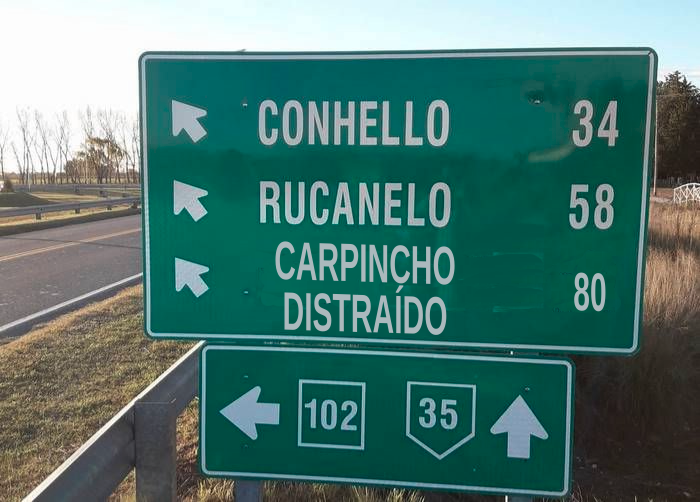 CONHELLO 34
RUCANELO 58
CARPINCHO
DISTRAÍDO 80
102 35